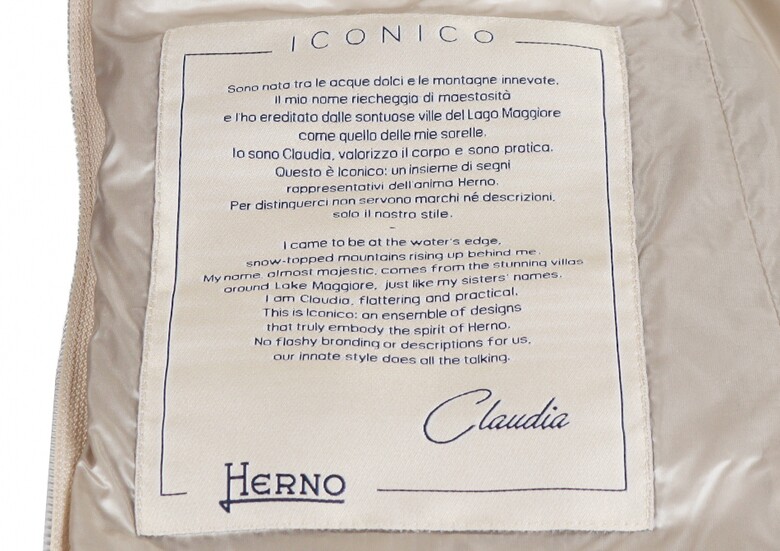 ICONICO
Sono nata tra le acque dolci e le montagne innevate.
Il mio nome riecheggia di maestosità
e l'ho ereditato dalle sontuose ville del Lago Maggiore
come quello delle mie sorelle.
Io sono Claudia, valorizzo il corpo e sono pratica.
Questo è Iconico: un insieme di segni
rappresentativi dell'anima Herno.
Per distinguerci non servono marchi né descrizioni,
solo il nostro stile.
-
I came to be at the water's edge,
snow-topped mountains rising up behind me.
My name, almost majestic, comes from the stunning villas
around Lake Maggiore, just like my sisters' names.
I am Claudia, flattering and practical.
This is Iconico: an ensemble of designs
that truly embody the spirit of Herno.
No flashy branding or descriptions for us,
our innate style does all the talking.
Claudia
HERNO